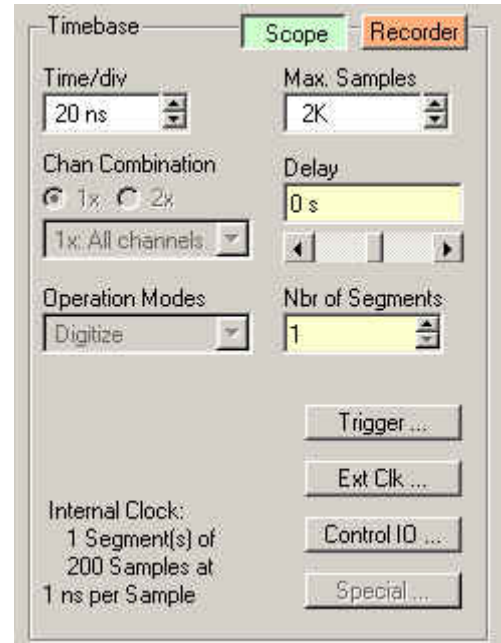 Timebase
Scope Recorder
Time/div Max. Samples
20 ns 2K
Chan Combination Delay
1x 2x 0 s
1x: All channels
Operation Modes Nbr of Segments
Digitize 1
Trigger ...
Ext Clk ...
Internal Clock:
1 Segment(s) of Control IO ...
200 Samples at
1 ns per Sample Special ...